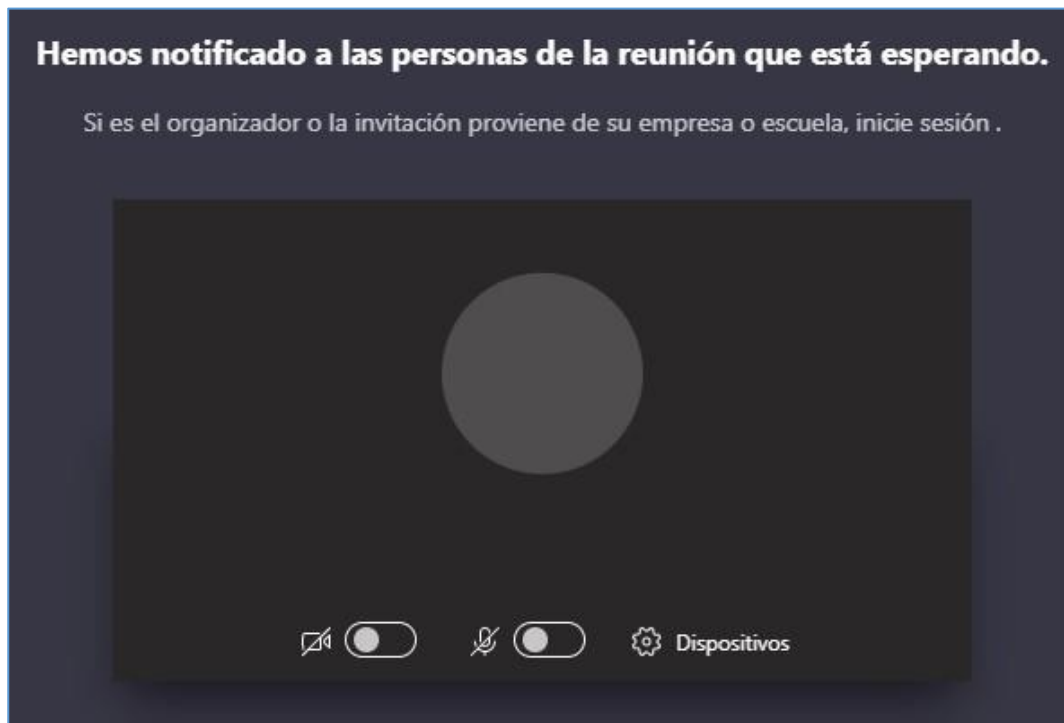 Hemos notificado a las personas de la reunión que está esperando.
Si es el organizador o la invitación proviene de su empresa o escuela, inicie sesión .
Dispositivos